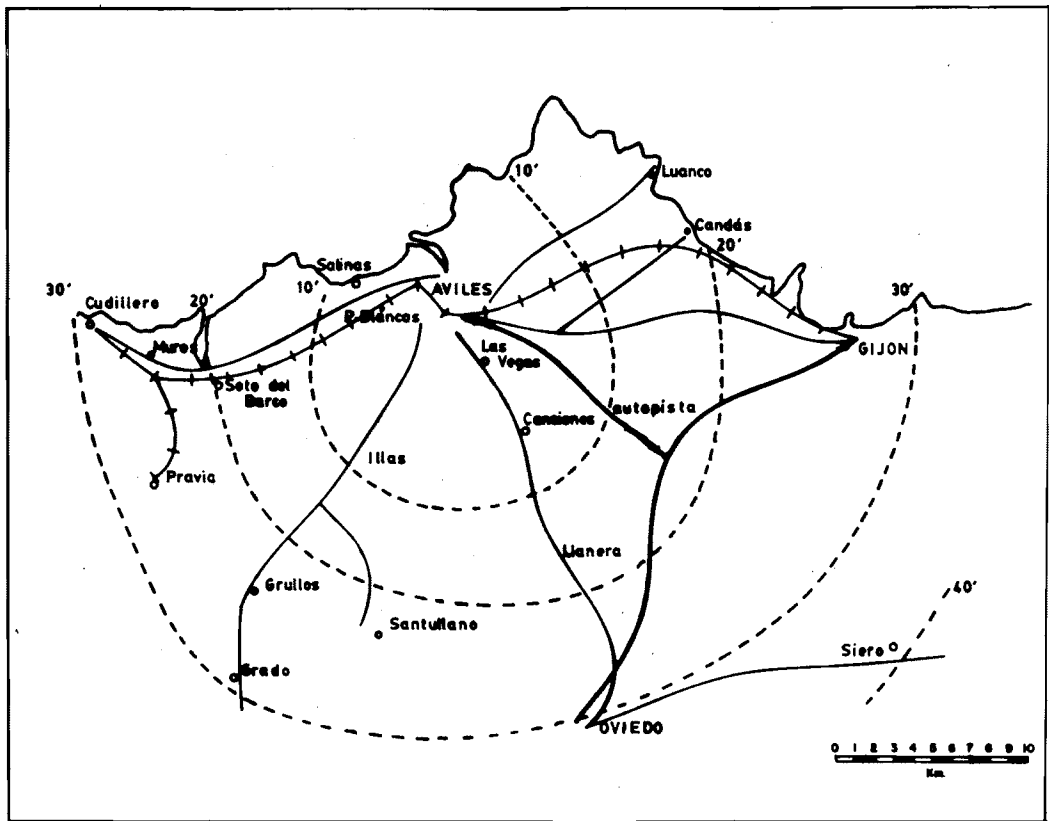 10'
Luanco
Candás
20'
Salinas
10'
30'
20'
30'
AVILES
Cudillero
P. Blancas
Muros
Las
Vegas
GIJON
Soto del
Barco
autopista
Cancienes
Illas
Pravia
Llanera
Grullos
40'
Santullano
Siero
Grado
OVIEDO
0 1 2 3 4 5 6 7 8 9 10
Km.